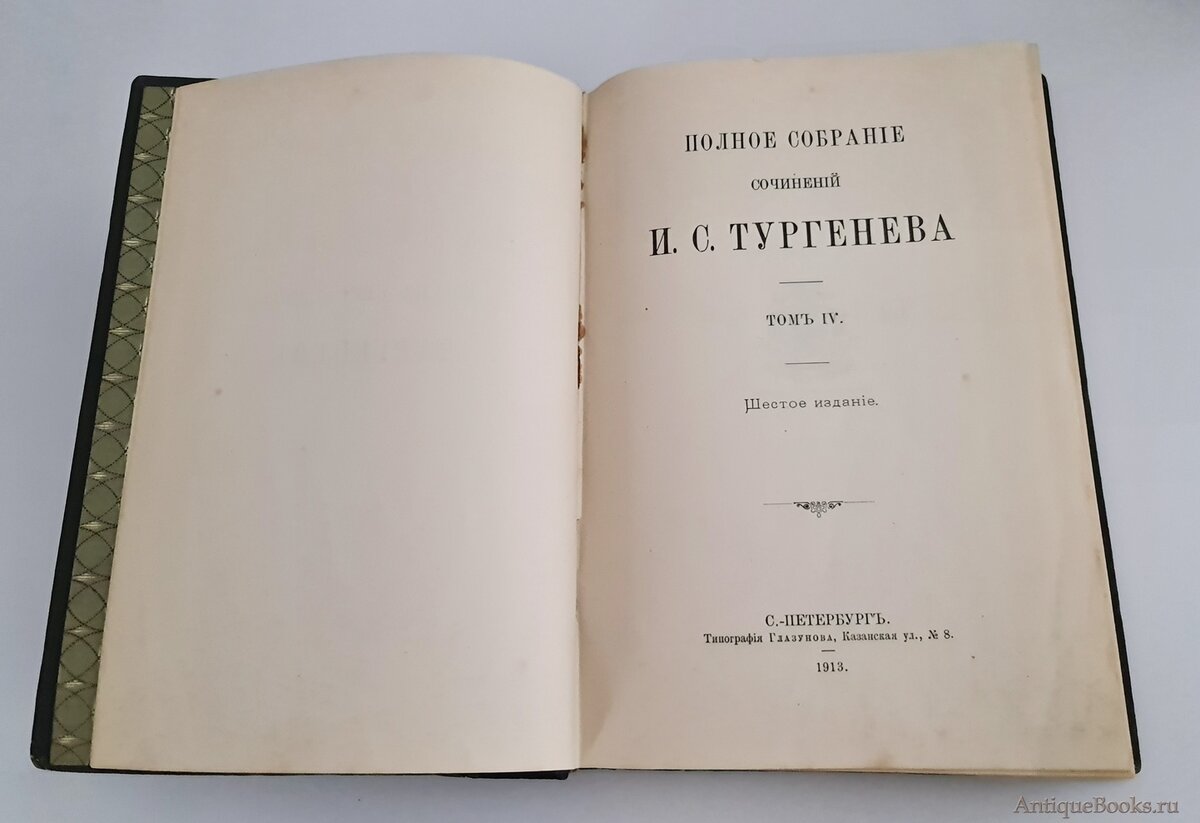 ПОЛНОЕ СОБРАНІЕ
СОЧИНЕНІЙ
И. С. ТУРГЕНЕВА
ТОМЪ IV.
Шестое изданіе.
С.-ПЕТЕРБУРГЪ.
Типографія Глазунова, Казанская ул., № 8.
1913.
AntiqueBooks.ru